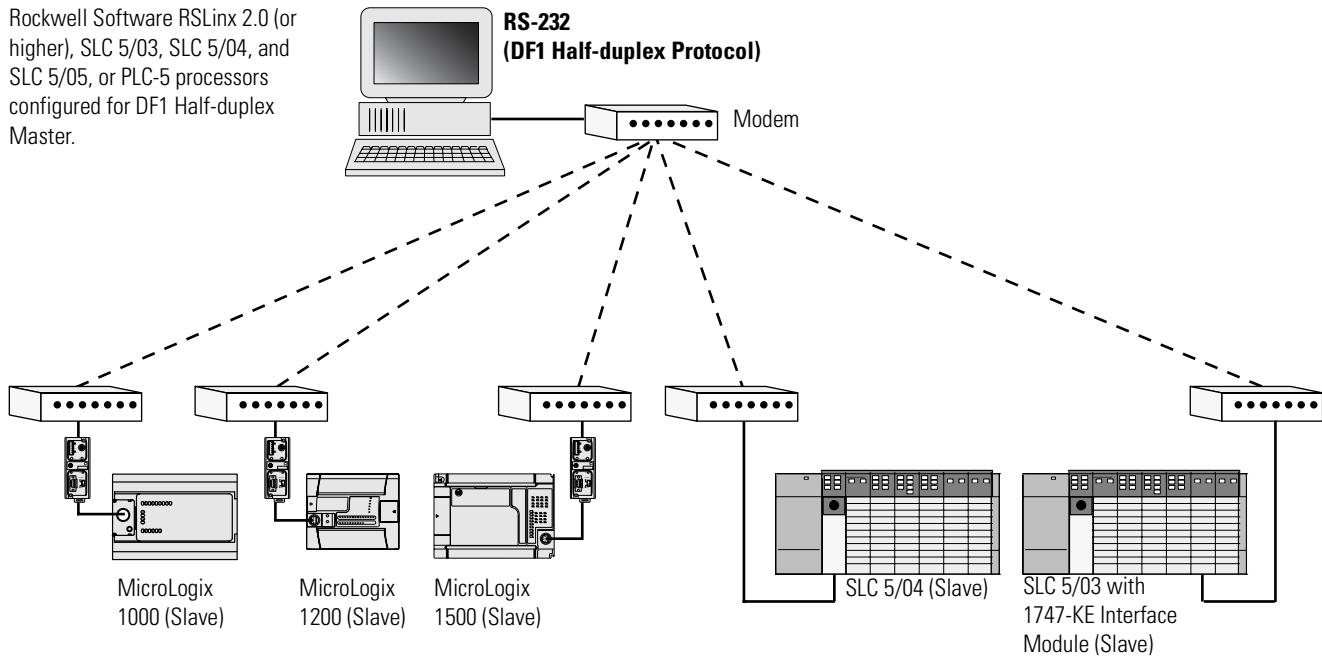 Rockwell Software RSLinx 2.0 (or
higher), SLC 5/03, SLC 5/04, and
SLC 5/05, or PLC-5 processors
configured for DF1 Half-duplex
Master.
RS-232
(DF1 Half-duplex Protocol)
Modem
MicroLogix
1000 (Slave)
MicroLogix
1200 (Slave)
MicroLogix
1500 (Slave)
SLC 5/04 (Slave)
SLC 5/03 with
1747-KE Interface
Module (Slave)